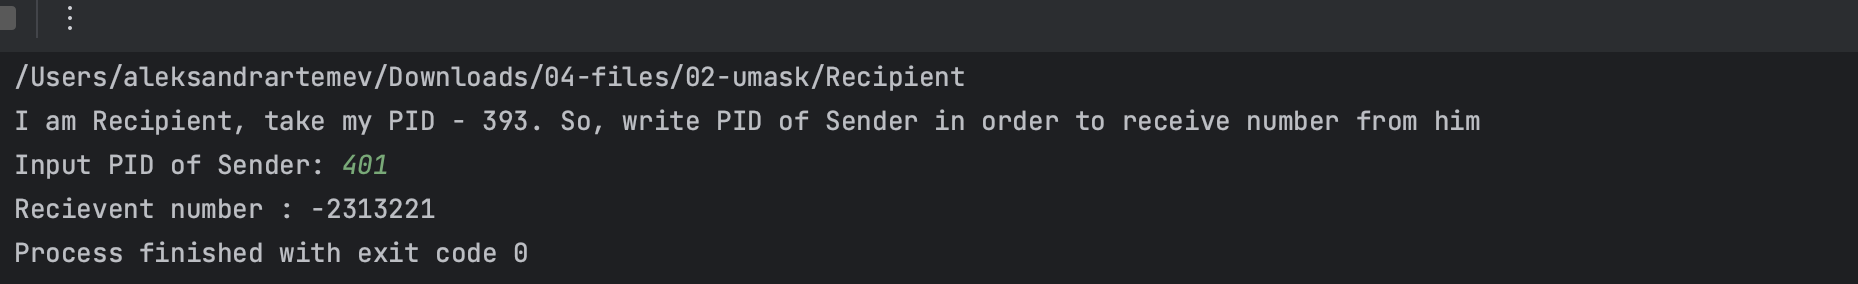 /Users/aleksandrartemev/Downloads/04-files/02-umask/Recipient
I am Recipient, take my PID - 393. So, write PID of Sender in order to receive number from him
Input PID of Sender: 401
Recievent number : -2313221
Process finished with exit code 0